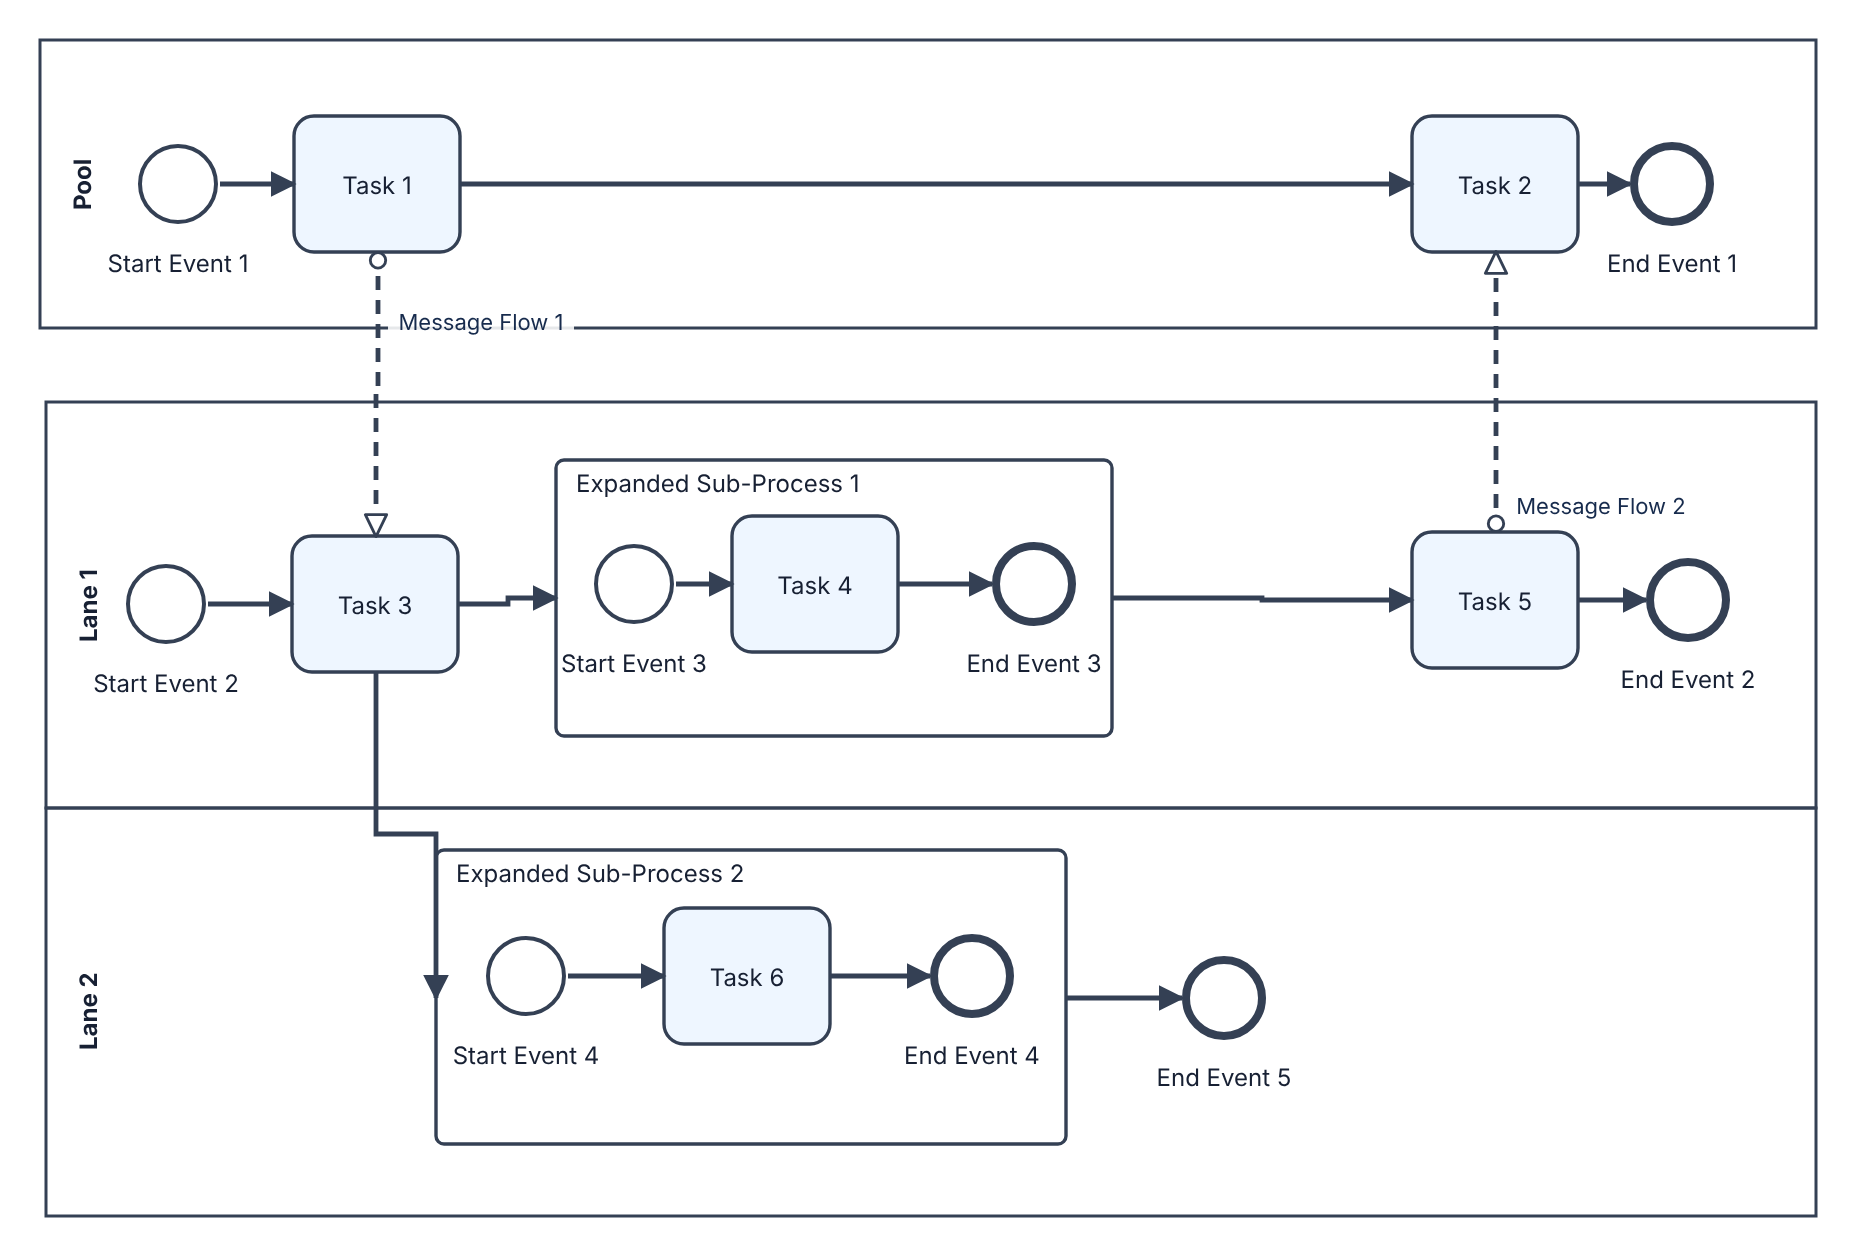 Pool
Task 1
Task 2
Start Event 1
End Event 1
Message Flow 1
Lane 1
Expanded Sub-Process 1
Message Flow 2
Task 3
Task 4
Task 5
Start Event 2
Start Event 3
End Event 3
End Event 2
Lane 2
Expanded Sub-Process 2
Task 6
Start Event 4
End Event 4
End Event 5